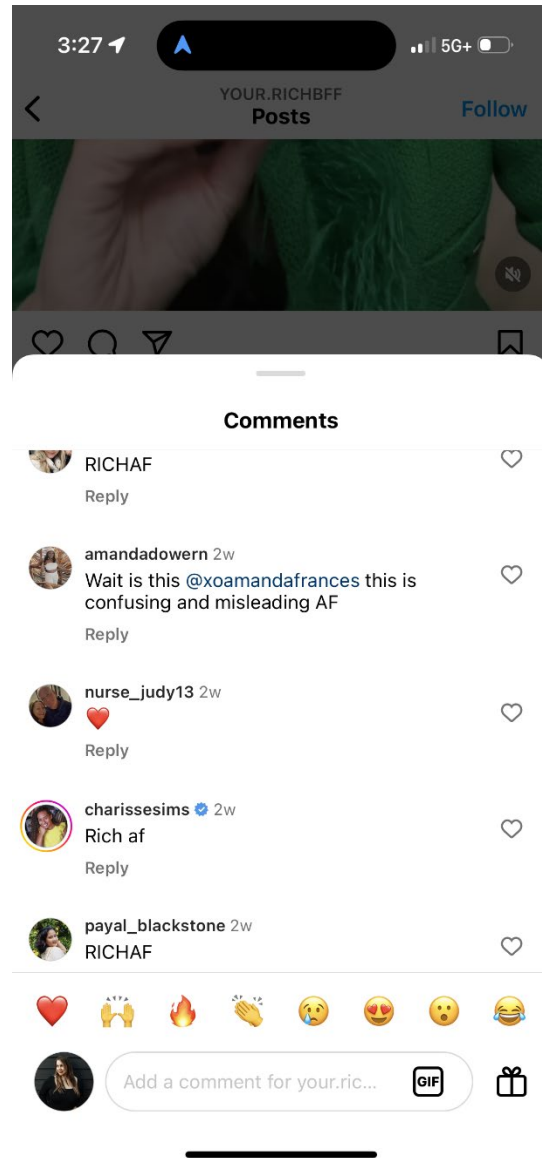 3:27
5G+
YOUR.RICHBFF
Posts
Follow
Comments
RICHAF
Reply
amandadowern 2w
Wait is this @xoamandafrances this is
confusing and misleading AF
Reply
nurse_judy13 2w
❤️
Reply
charissesims 2w
Rich af
Reply
payal_blackstone 2w
RICHAF
❤️ 🙌 🔥 👏 😢 😍 😮 😂
Add a comment for your.ric...
GIF